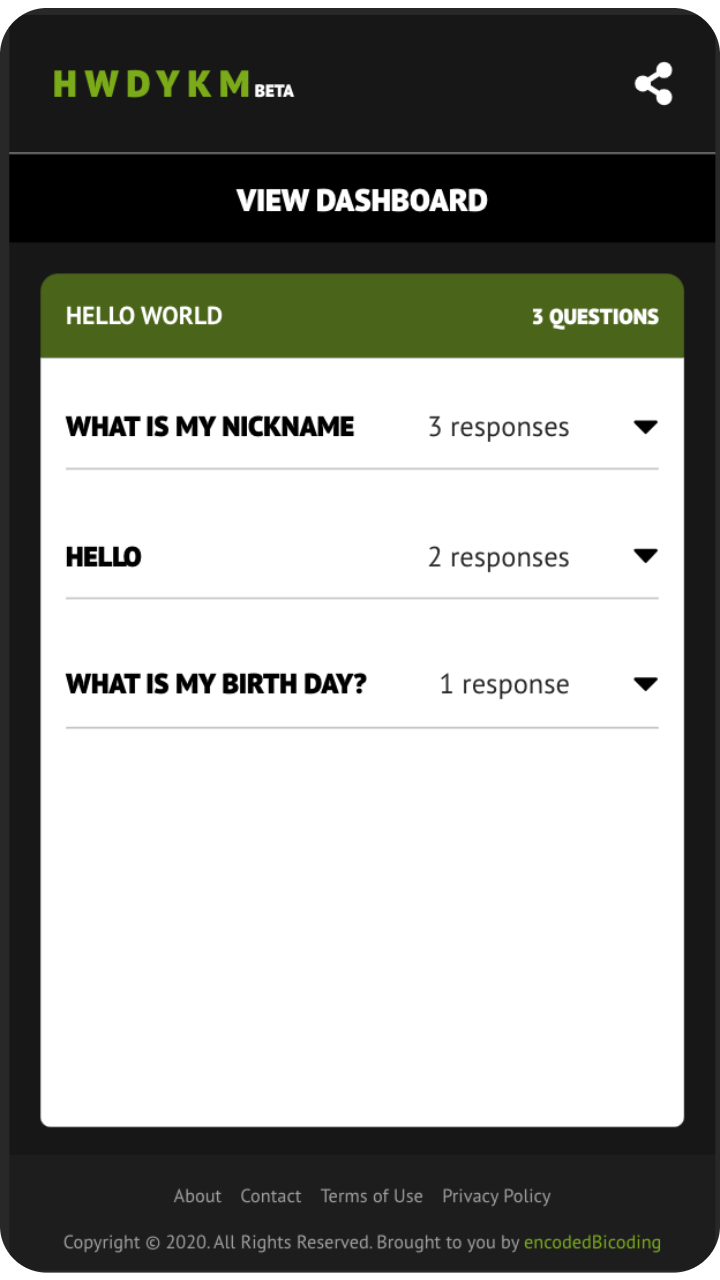 HWDYKM BETA
VIEW DASHBOARD
HELLO WORLD 3 QUESTIONS
WHAT IS MY NICKNAME 3 responses
HELLO 2 responses
WHAT IS MY BIRTH DAY? 1 response
About Contact Terms of Use Privacy Policy
Copyright © 2020. All Rights Reserved. Brought to you by encodedBicoding